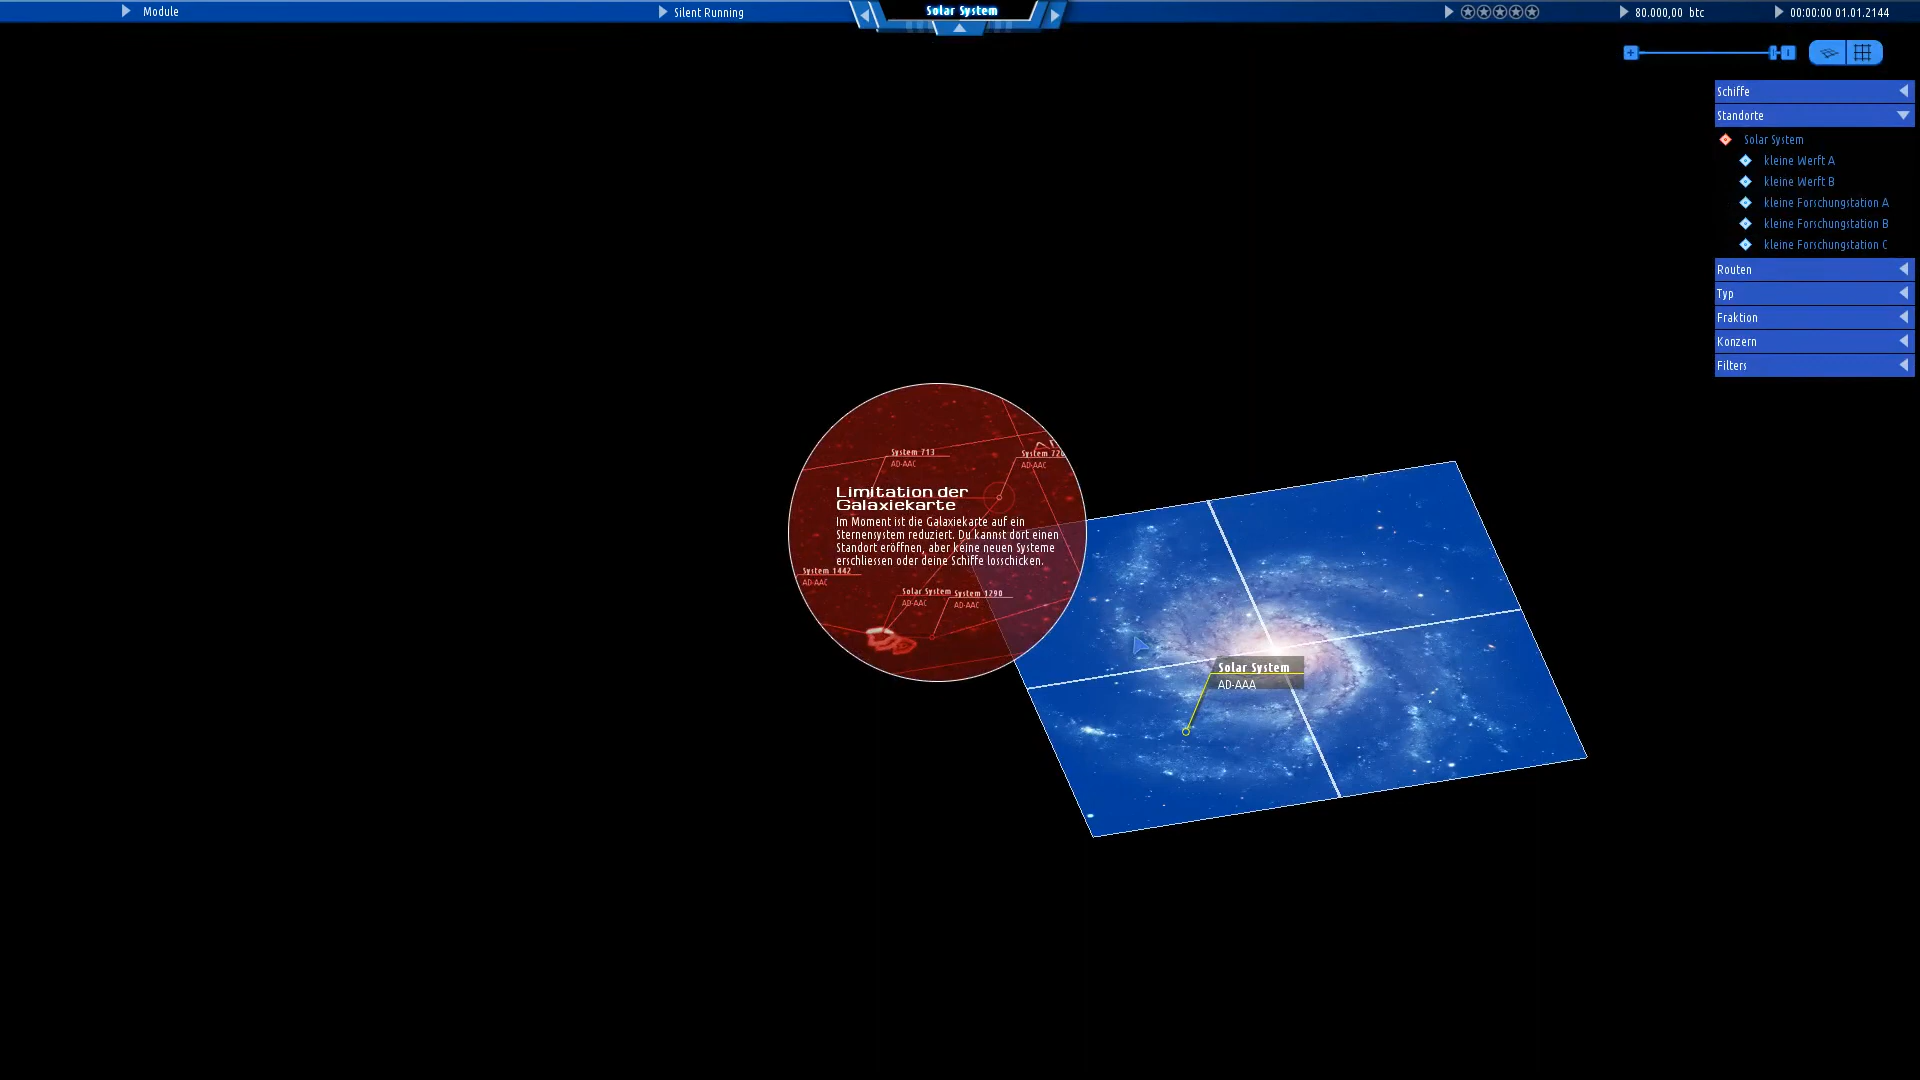 Module
Silent Running
Solar System
80.000,00 btc
00:00:00 01.01.2144
Schiffe
Standorte
Solar System
kleine Werft A
kleine Werft B
kleine Forschungstation A
kleine Forschungstation B
kleine Forschungstation C
Routen
Typ
Fraktion
Konzern
Filters
System 713
AD-AAC
AD-AAC
Limitation der
Galaxiekarte
Im Moment ist die Galaxiekarte auf ein
Sternensystem reduziert. Du kannst dort einen
Standort eröffnen, aber keine neuen Systeme
erschliessen oder deine Schiffe losschicken.
System 1442
AD-AAC
Solar System
AD-AAC
System 1290
AD-AAC
Solar System
AD-AAA